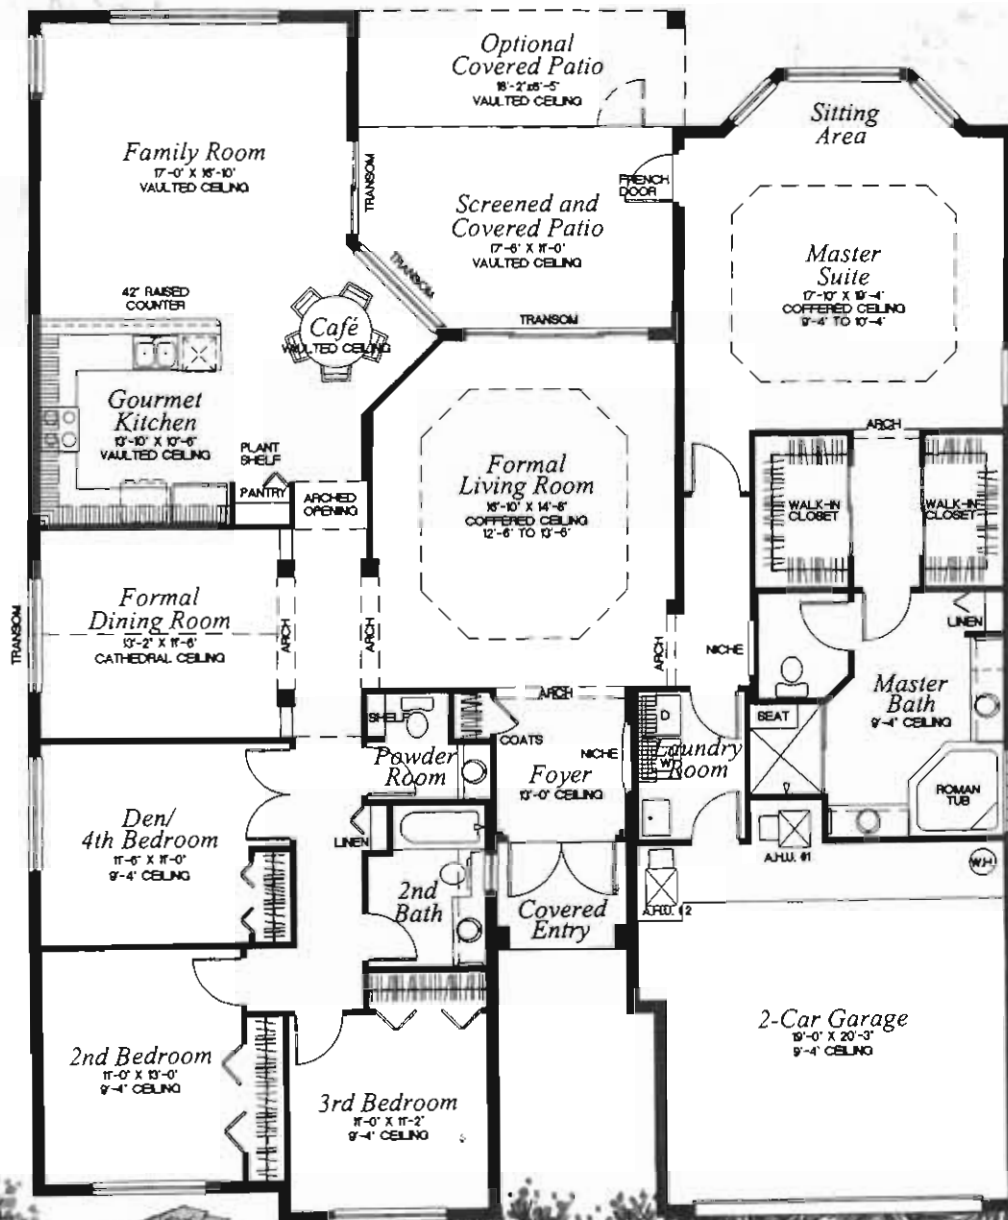 Optional
Covered Patio
VAULTED CEILING
Sitting
Area
Family Room
17'-0" X 16'-10"
VAULTED CEILING
TRANSOM
FRENCH
DOOR
Screened and
Covered Patio
17'-6" X 11'-0"
VAULTED CEILING
Master
Suite
17'-10" X 19'-4"
COFFERED CEILING
9'-4" TO 10'-4"
TRANSOM
42" RAISED
COUNTER
TRANSOM
Café
VAULTED CEILING
Gourmet
Kitchen
13'-10" X 10'-6"
VAULTED CEILING
PLANT
SHELF
PANTRY
ARCHED
OPENING
Formal
Living Room
16'-10" X 14'-8"
COFFERED CEILING
12'-6" TO 13'-6"
ARCH
WALK-IN
CLOSET
WALK-IN
CLOSET
TRANSOM
Formal
Dining Room
13'-2" X 11'-6"
CATHEDRAL CEILING
ARCH
ARCH
ARCH
NICHE
LINEN
ARCH
Master
Bath
9'-4" CEILING
SHELF
COATS
NICHE
D
W
SEAT
Powder
Room
Foyer
13'-0" CEILING
Laundry
Room
ROMAN
TUB
Den/
4th Bedroom
11'-6" X 11'-0"
9'-4" CEILING
LINEN
A.H.U. #1
W.H.
2nd
Bath
Covered
Entry
A.H.U. #2
2-Car Garage
19'-0" X 20'-3"
9'-4" CEILING
2nd Bedroom
11'-0" X 13'-0"
9'-4" CEILING
3rd Bedroom
11'-0" X 11'-2"
9'-4" CEILING